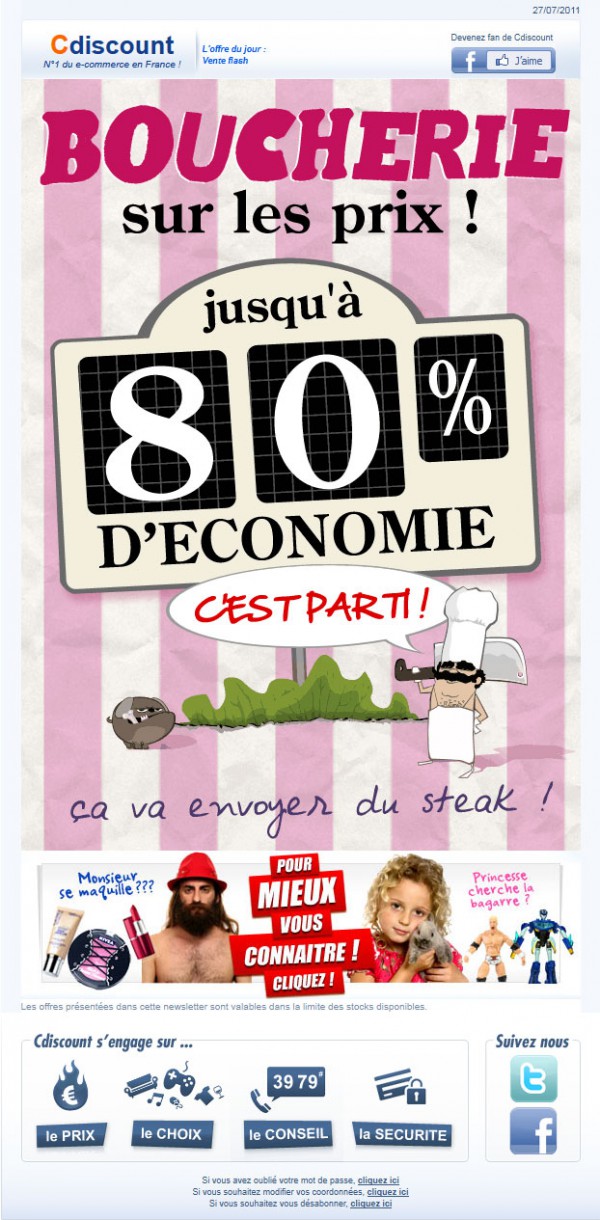 27/07/2011
Cdiscount
N°1 du e-commerce en France !
L'offre du jour :
Vente flash
Devenez fan de Cdiscount
J'aime
BOUCHERIE
sur les prix !
jusqu'à
80%
D'ECONOMIE
C'EST PARTI !
ça va envoyer du steak !
Monsieur
se maquille ???
POUR
MIEUX
VOUS
CONNAITRE !
CLIQUEZ !
Princesse
cherche la
bagarre ?
NIVEA
Les offres présentées dans cette newsletter sont valables dans la limite des stocks disponibles.
Cdiscount s'engage sur ...
39 79
le PRIX
le CHOIX
le CONSEIL
la SECURITE
Suivez nous
Si vous avez oublié votre mot de passe, cliquez ici
Si vous souhaitez modifier vos coordonnées, cliquez ici
Si vous souhaitez vous désabonner, cliquez ici